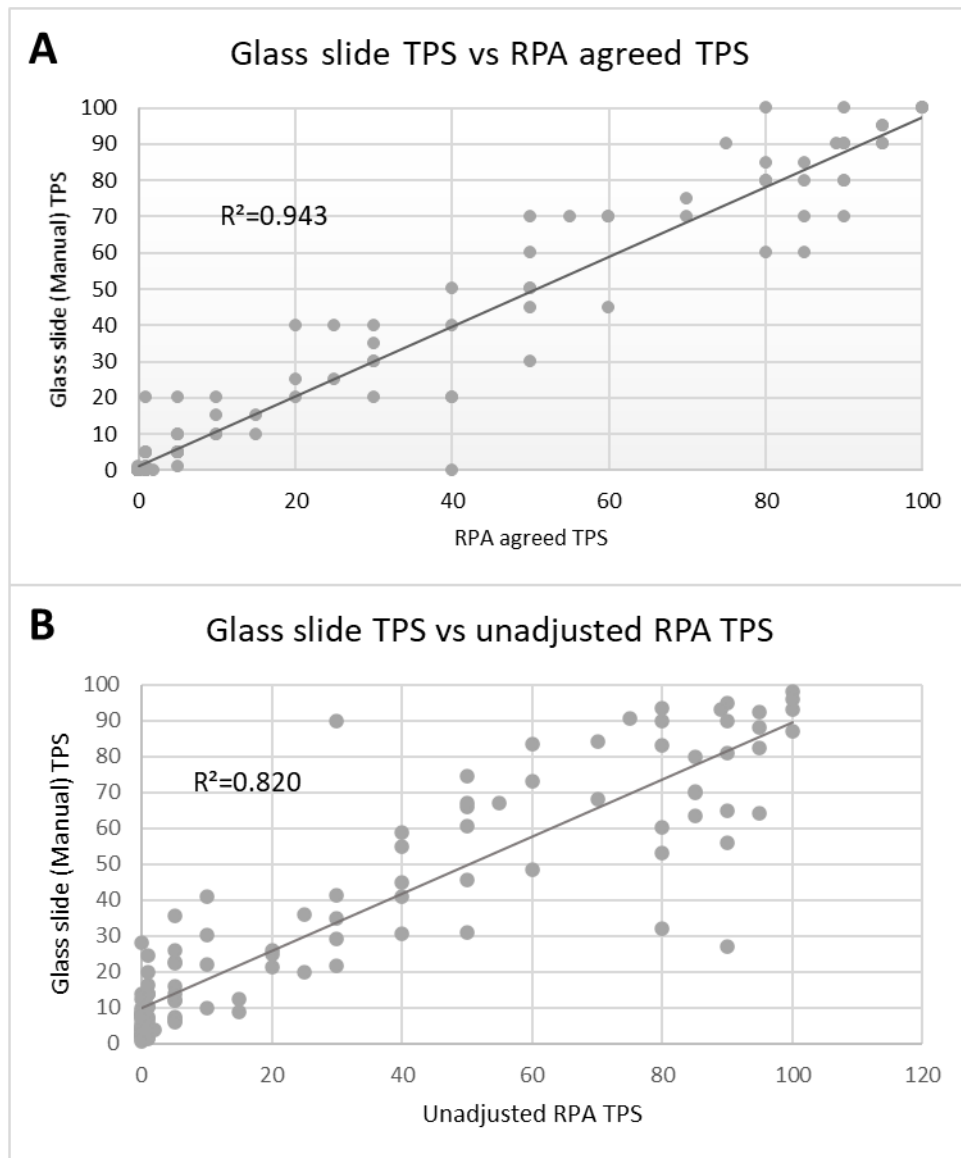 A
Glass slide TPS vs RPA agreed TPS
100
90
80
70
60
50
40
30
20
10
0
R²=0.943
Glass slide (Manual) TPS
0 20 40 60 80 100
RPA agreed TPS
B
Glass slide TPS vs unadjusted RPA TPS
100
90
80
70
60
50
40
30
20
10
0
R²=0.820
Glass slide (Manual) TPS
0 20 40 60 80 100 120
Unadjusted RPA TPS